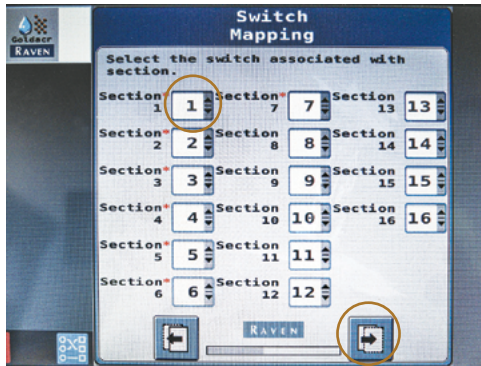 Switch
Mapping
Goldacr
RAVEN
Select the switch associated with
section.
Section* 1 1 Section* 7 7 Section 13 13
Section* 2 2 Section 8 8 Section 14 14
Section* 3 3 Section 9 9 Section 15 15
Section* 4 4 Section 10 10 Section 16 16
Section* 5 5 Section 11 11
Section* 6 6 Section 12 12
RAVEN